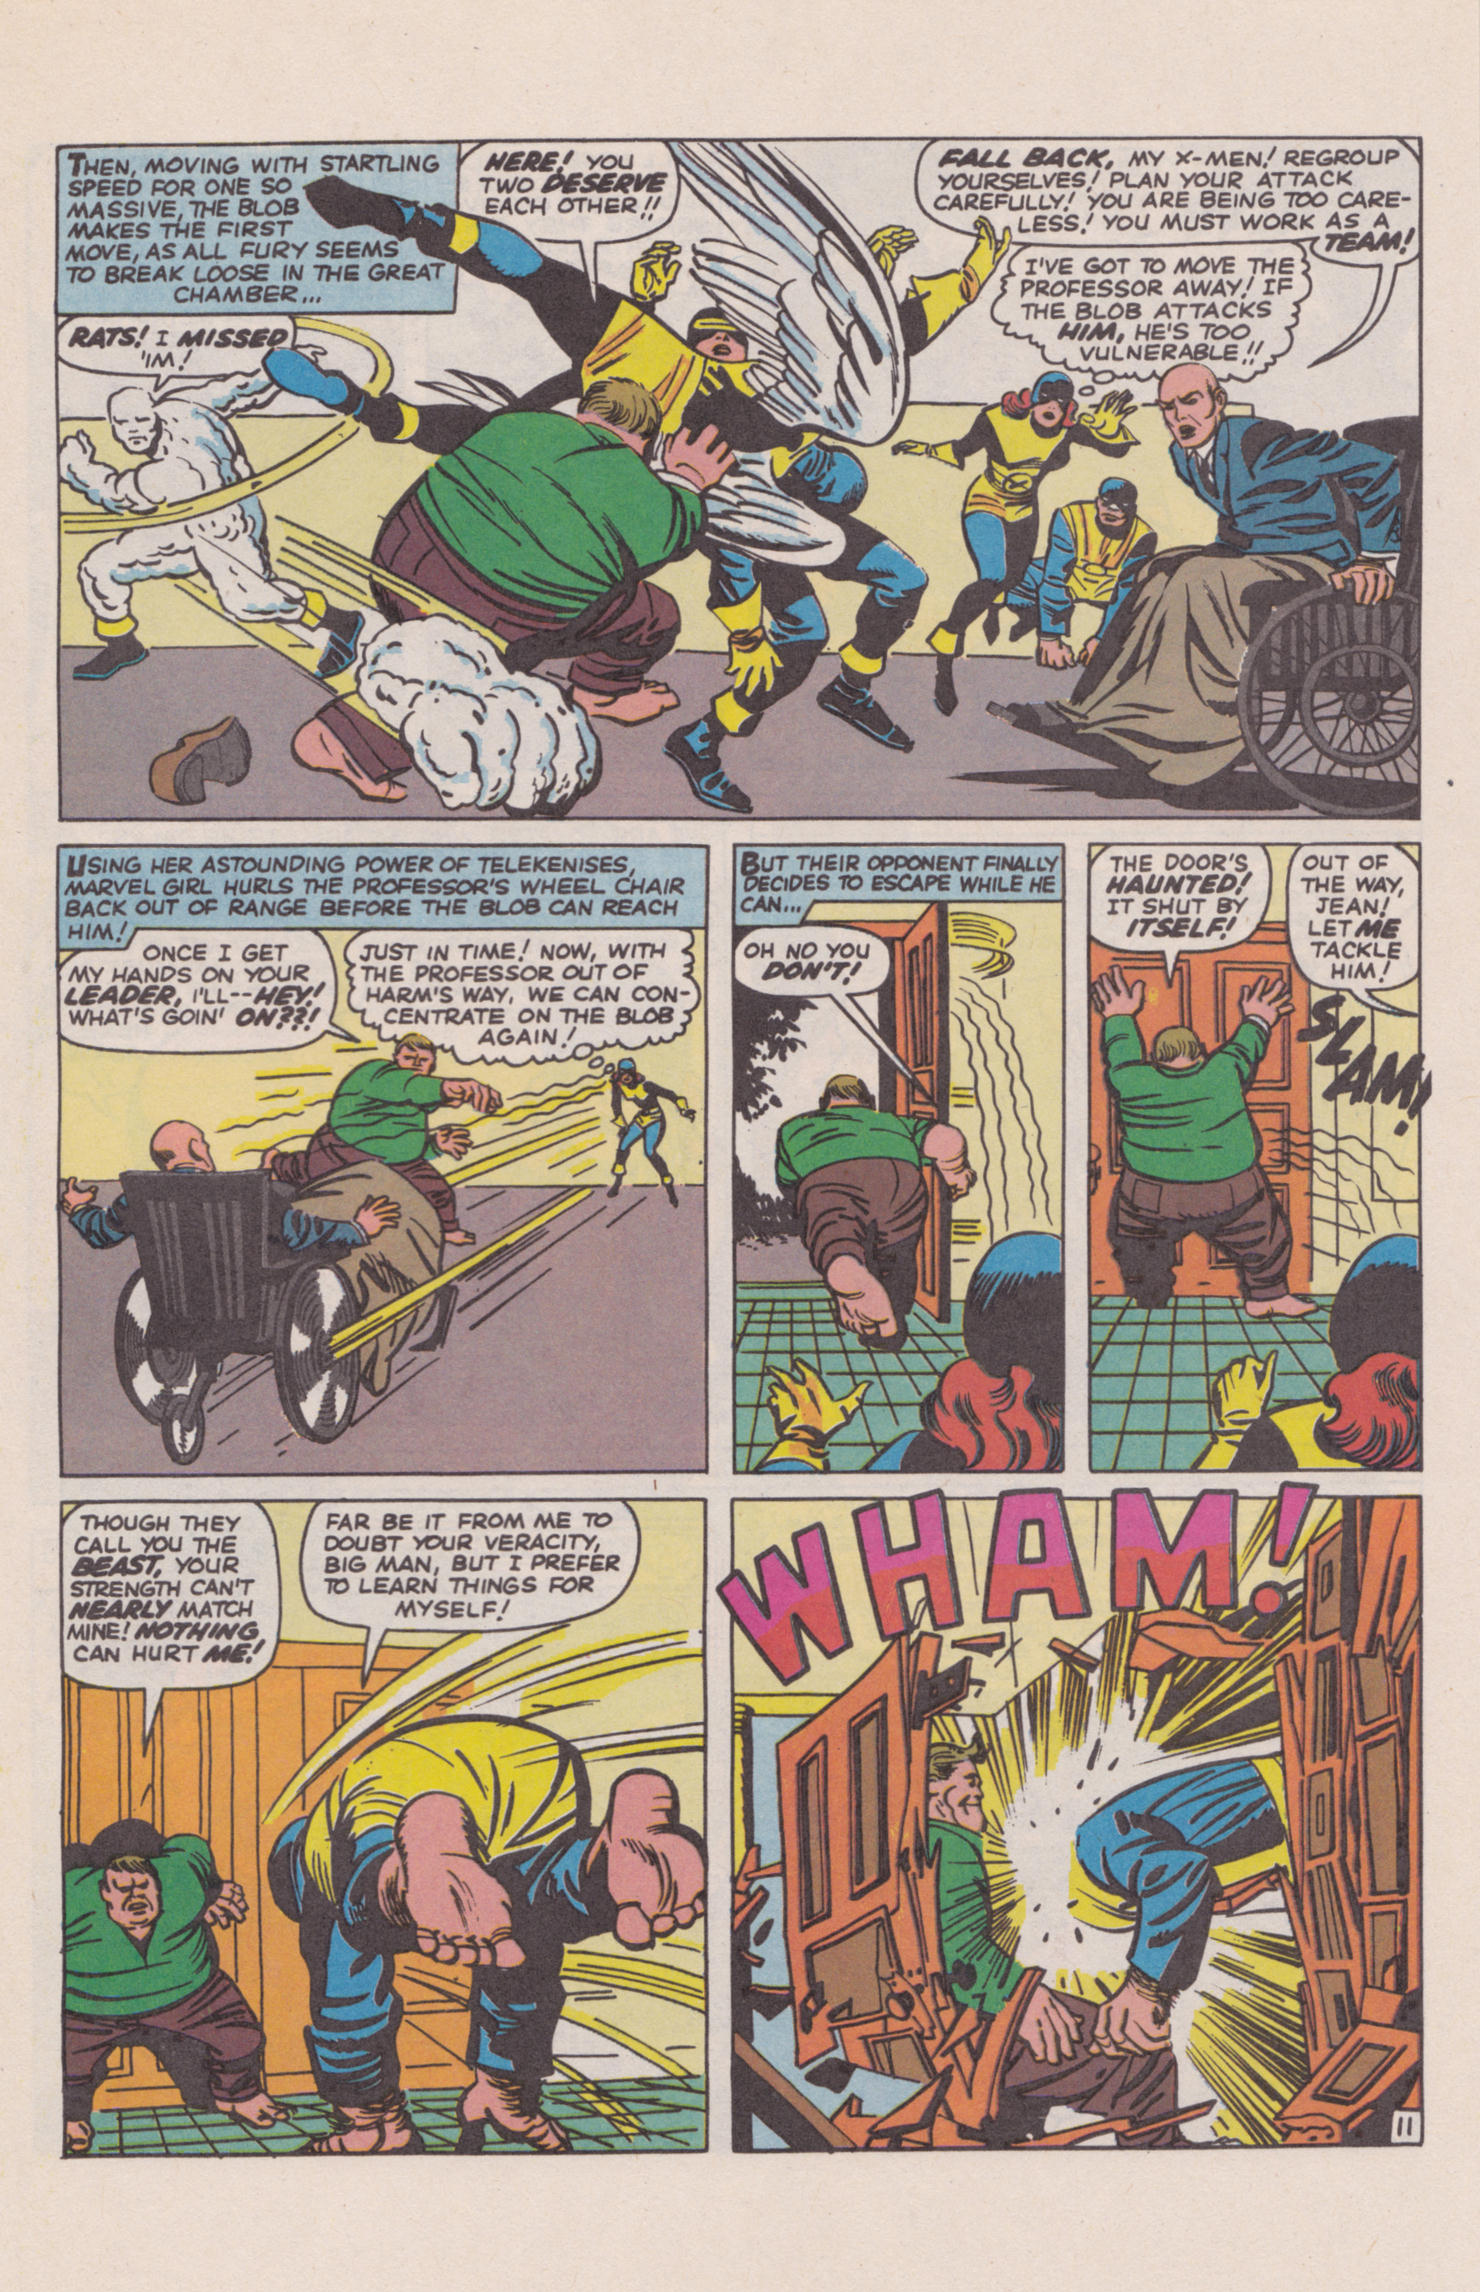 THEN, MOVING WITH STARTLING
SPEED FOR ONE SO
MASSIVE, THE BLOB
MAKES THE FIRST
MOVE, AS ALL FURY SEEMS
TO BREAK LOOSE IN THE GREAT
CHAMBER...
RATS! I MISSED
'IM!
HERE! YOU
TWO DESERVE
EACH OTHER!!
FALL BACK, MY X-MEN! REGROUP
YOURSELVES! PLAN YOUR ATTACK
CAREFULLY! YOU ARE BEING TOO CARE-
LESS! YOU MUST WORK AS A
TEAM!
I'VE GOT TO MOVE THE
PROFESSOR AWAY! IF
THE BLOB ATTACKS
HIM, HE'S TOO
VULNERABLE!!
USING HER ASTOUNDING POWER OF TELEKENISES,
MARVEL GIRL HURLS THE PROFESSOR'S WHEEL CHAIR
BACK OUT OF RANGE BEFORE THE BLOB CAN REACH
HIM!
ONCE I GET
MY HANDS ON YOUR
LEADER, I'LL--HEY!
WHAT'S GOIN' ON??!
JUST IN TIME! NOW, WITH
THE PROFESSOR OUT OF
HARM'S WAY, WE CAN CON-
CENTRATE ON THE BLOB
AGAIN!
BUT THEIR OPPONENT FINALLY
DECIDES TO ESCAPE WHILE HE
CAN...
OH NO YOU
DON'T!
THE DOOR'S
HAUNTED!
IT SHUT BY
ITSELF!
OUT OF
THE WAY,
JEAN!
LET ME
TACKLE
HIM!
SLAM!
THOUGH THEY
CALL YOU THE
BEAST, YOUR
STRENGTH CAN'T
NEARLY MATCH
MINE! NOTHING
CAN HURT ME!
FAR BE IT FROM ME TO
DOUBT YOUR VERACITY,
BIG MAN, BUT I PREFER
TO LEARN THINGS FOR
MYSELF!
WHAM!
11